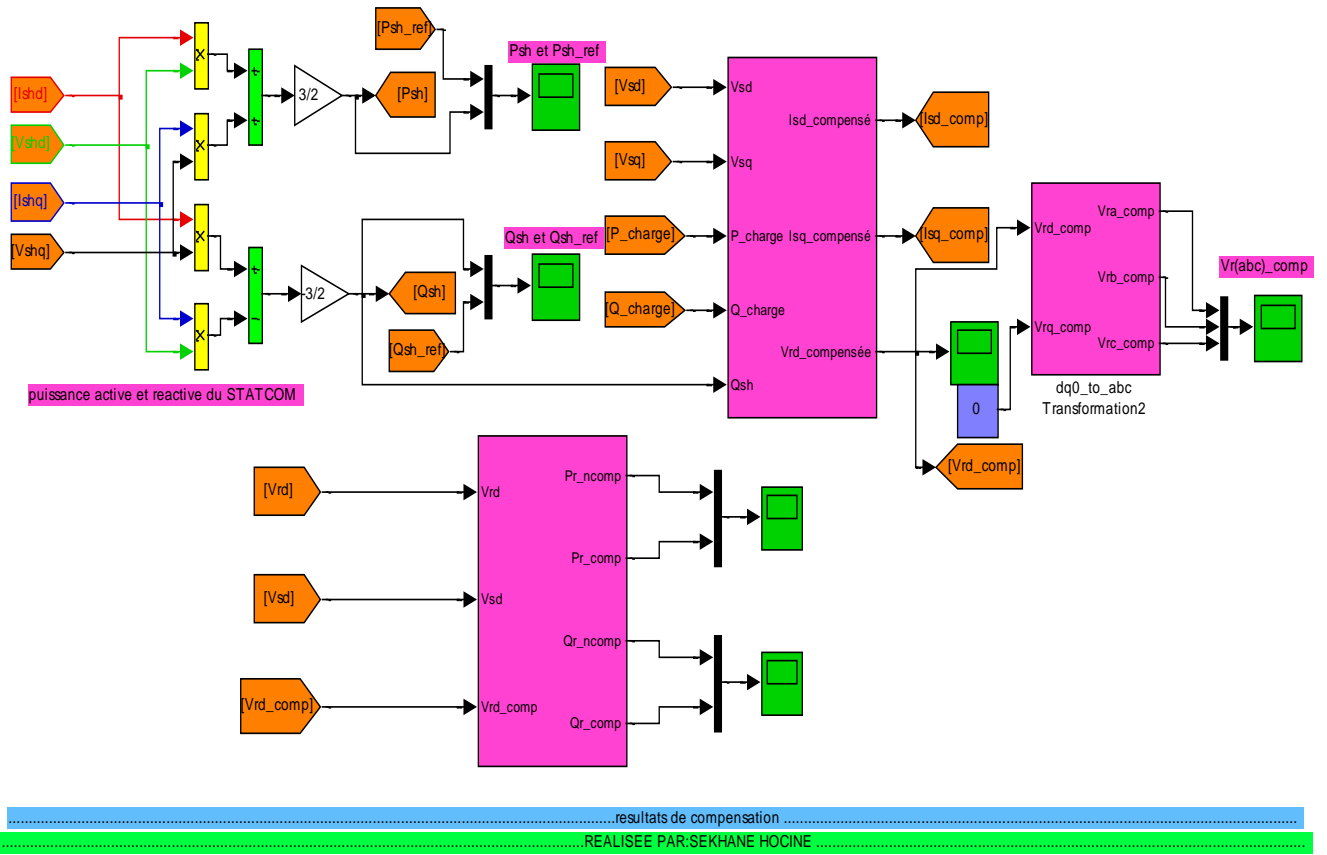 [Ishd]
[Vshd]
[Ishq]
[Vshq]
x
x
x
x
+
+
+
-
3/2
-3/2
[Psh_ref]
[Psh]
Psh et Psh_ref
[Qsh]
[Qsh_ref]
Qsh et Qsh_ref
puissance active et reactive du STATCOM
[Vsd]
[Vsq]
[P_charge]
[Q_charge]
Vsd
Vsq
P_charge
Q_charge
Qsh
Isd_compensé
Isq_compensé
Vrd_compensée
[Isd_comp]
[Isq_comp]
[Vrd_comp]
0
Vrd_comp
Vrq_comp
Vra_comp
Vrb_comp
Vrc_comp
dq0_to_abc
Transformation2
Vr(abc)_comp
[Vrd]
[Vsd]
[Vrd_comp]
Vrd
Vsd
Vrd_comp
Pr_ncomp
Pr_comp
Qr_ncomp
Qr_comp
resultats de compensation
REALISEE PAR:SEKHANE HOCINE